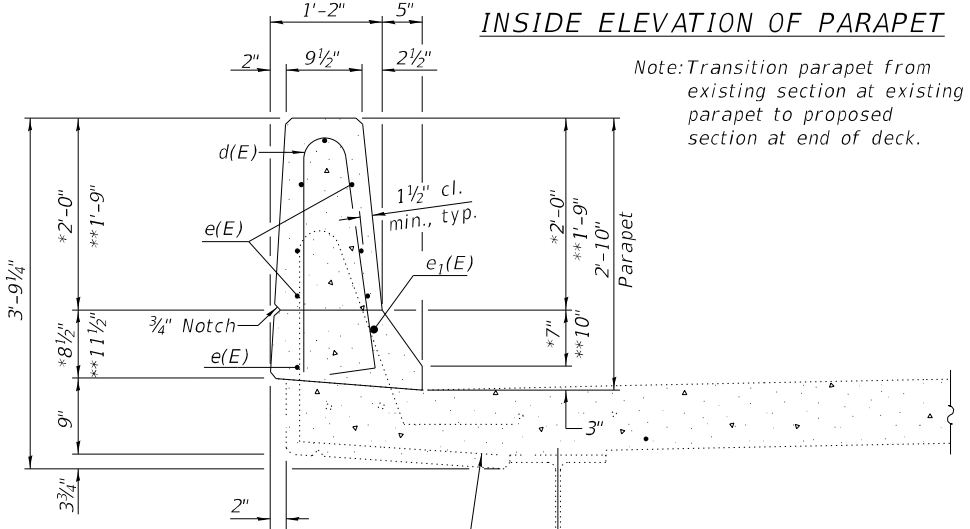 1'-2"
5"
INSIDE ELEVATION OF PARAPET
2"
9½"
2½"
Note: Transition parapet from
existing section at existing
parapet to proposed
section at end of deck.
d(E)
1½" cl.
min., typ.
*2'-0"
**1'-9"
e(E)
*2'-0"
**1'-9"
2'-10"
Parapet
e₁(E)
3'-9¼"
¾" Notch
*8½"
**11½"
*7"
**10"
e(E)
9"
3"
3¾"
2"